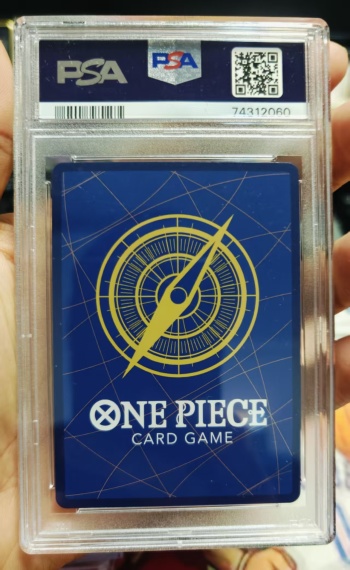 PSA
PSA
74312060
ONE PIECE
CARD GAME